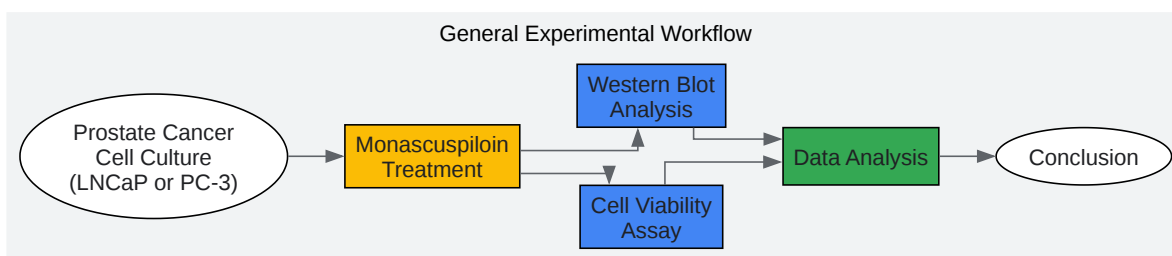 General Experimental Workflow
Prostate Cancer
Cell Culture
(LNCaP or PC-3)
Monascuspiloin
Treatment
Western Blot
Analysis
Cell Viability
Assay
Data Analysis
Conclusion